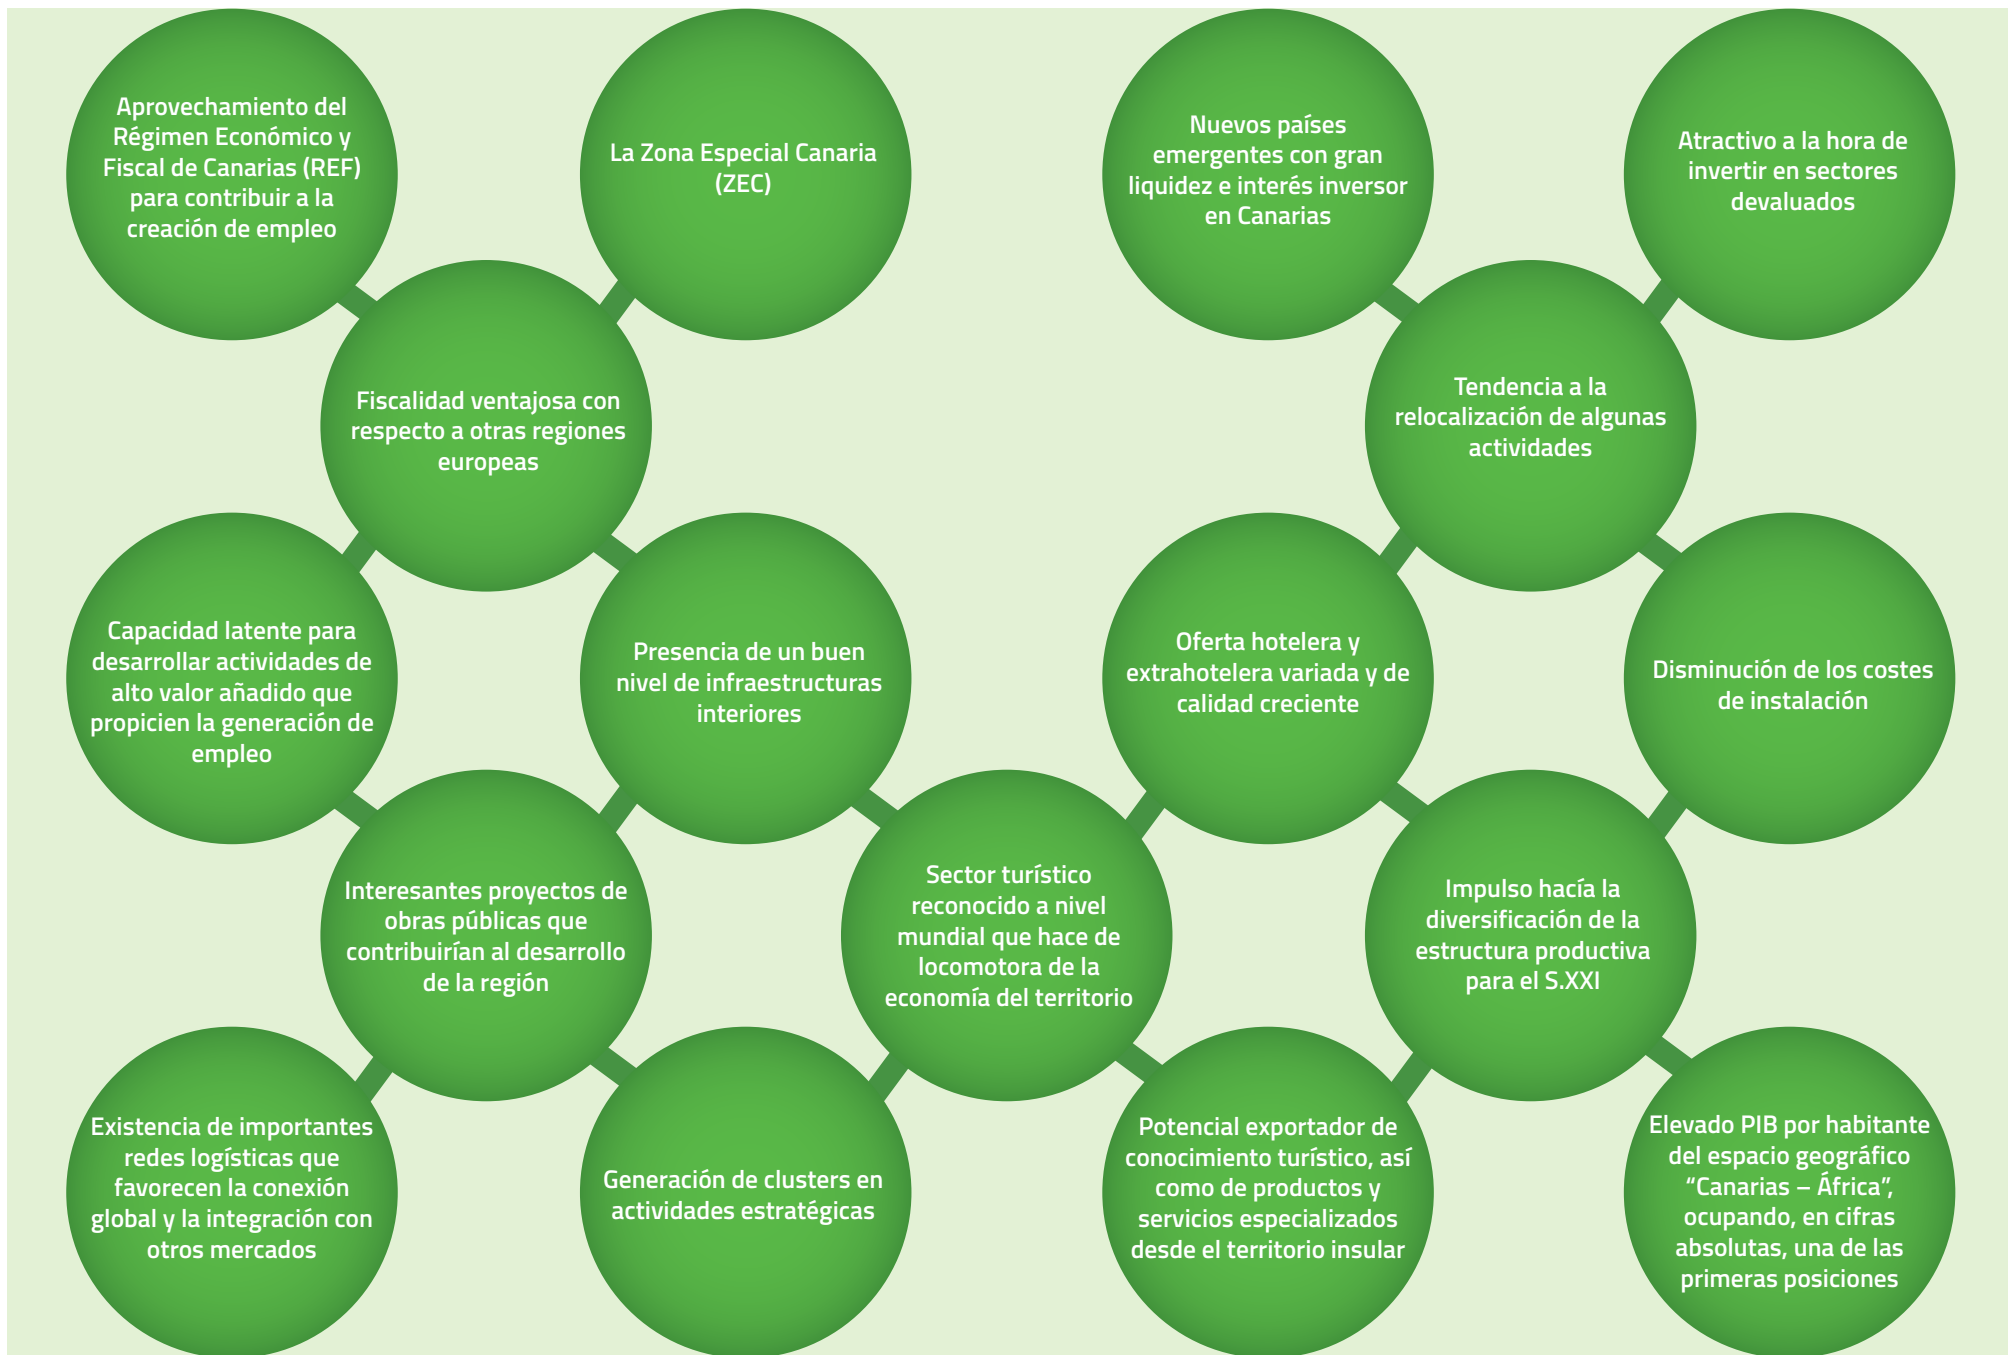 Aprovechamiento del
Régimen Económico y
Fiscal de Canarias (REF)
para contribuir a la
creación de empleo
La Zona Especial Canaria
(ZEC)
Nuevos países
emergentes con gran
liquidez e interés inversor
en Canarias
Atractivo a la hora de
invertir en sectores
devaluados
Fiscalidad ventajosa con
respecto a otras regiones
europeas
Tendencia a la
relocalización de algunas
actividades
Capacidad latente para
desarrollar actividades de
alto valor añadido que
propicien la generación de
empleo
Presencia de un buen
nivel de infraestructuras
interiores
Oferta hotelera y
extrahotelera variada y de
calidad creciente
Disminución de los costes
de instalación
Interesantes proyectos de
obras públicas que
contribuirían al desarrollo
de la región
Sector turístico
reconocido a nivel
mundial que hace de
locomotora de la
economía del territorio
Impulso hacía la
diversificación de la
estructura productiva
para el S.XXI
Existencia de importantes
redes logísticas que
favorecen la conexión
global y la integración con
otros mercados
Generación de clusters en
actividades estratégicas
Potencial exportador de
conocimiento turístico, así
como de productos y
servicios especializados
desde el territorio insular
Elevado PIB por habitante
del espacio geográfico
“Canarias – África”,
ocupando, en cifras
absolutas, una de las
primeras posiciones